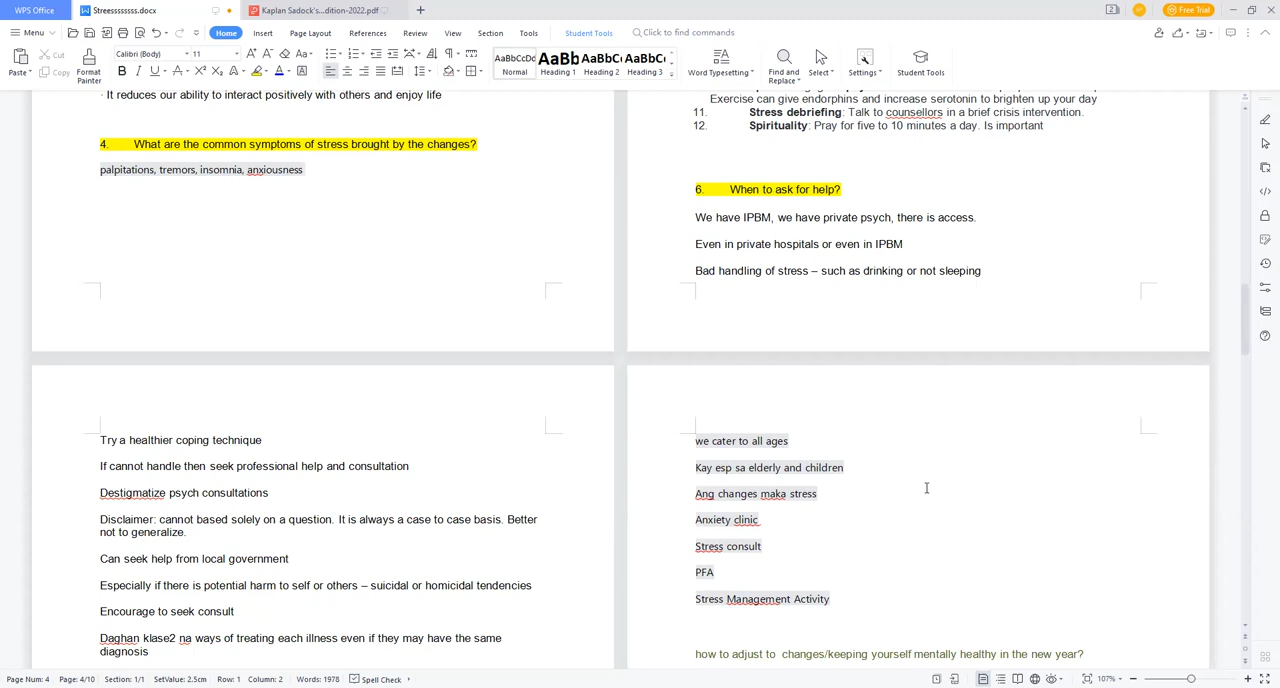 WPS Office
Streesssssss.docx
Kaplan Sadock's...dition-2022.pdf
Free Trial
Menu
Home
Insert
Page Layout
References
Review
View
Section
Tools
Student Tools
Click to find commands
Paste
Cut
Copy
Format
Painter
Calibri (Body)
11
AaBbCcDd
Normal
AaBb
Heading 1
AaBbC
Heading 2
AaBbC
Heading 3
Word Typesetting
Find and
Replace
Select
Settings
Student Tools
· It reduces our ability to interact positively with others and enjoy life
4. What are the common symptoms of stress brought by the changes?
palpitations, tremors, insomnia, anxiousness
Exercise can give endorphins and increase serotonin to brighten up your day
11. Stress debriefing: Talk to counsellors in a brief crisis intervention.
12. Spirituality: Pray for five to 10 minutes a day. Is important
6. When to ask for help?
We have IPBM, we have private psych, there is access.
Even in private hospitals or even in IPBM
Bad handling of stress – such as drinking or not sleeping
Try a healthier coping technique
If cannot handle then seek professional help and consultation
Destigmatize psych consultations
Disclaimer: cannot based solely on a question. It is always a case to case basis. Better
not to generalize.
Can seek help from local government
Especially if there is potential harm to self or others – suicidal or homicidal tendencies
Encourage to seek consult
Daghan klase2 na ways of treating each illness even if they may have the same
diagnosis
we cater to all ages
Kay esp sa elderly and children
Ang changes maka stress
Anxiety clinic
Stress consult
PFA
Stress Management Activity
how to adjust to  changes/keeping yourself mentally healthy in the new year?
Page Num: 4
Page: 4/10
Section: 1/1
SetValue: 2.5cm
Row: 1
Column: 2
Words: 1978
Spell Check
107%